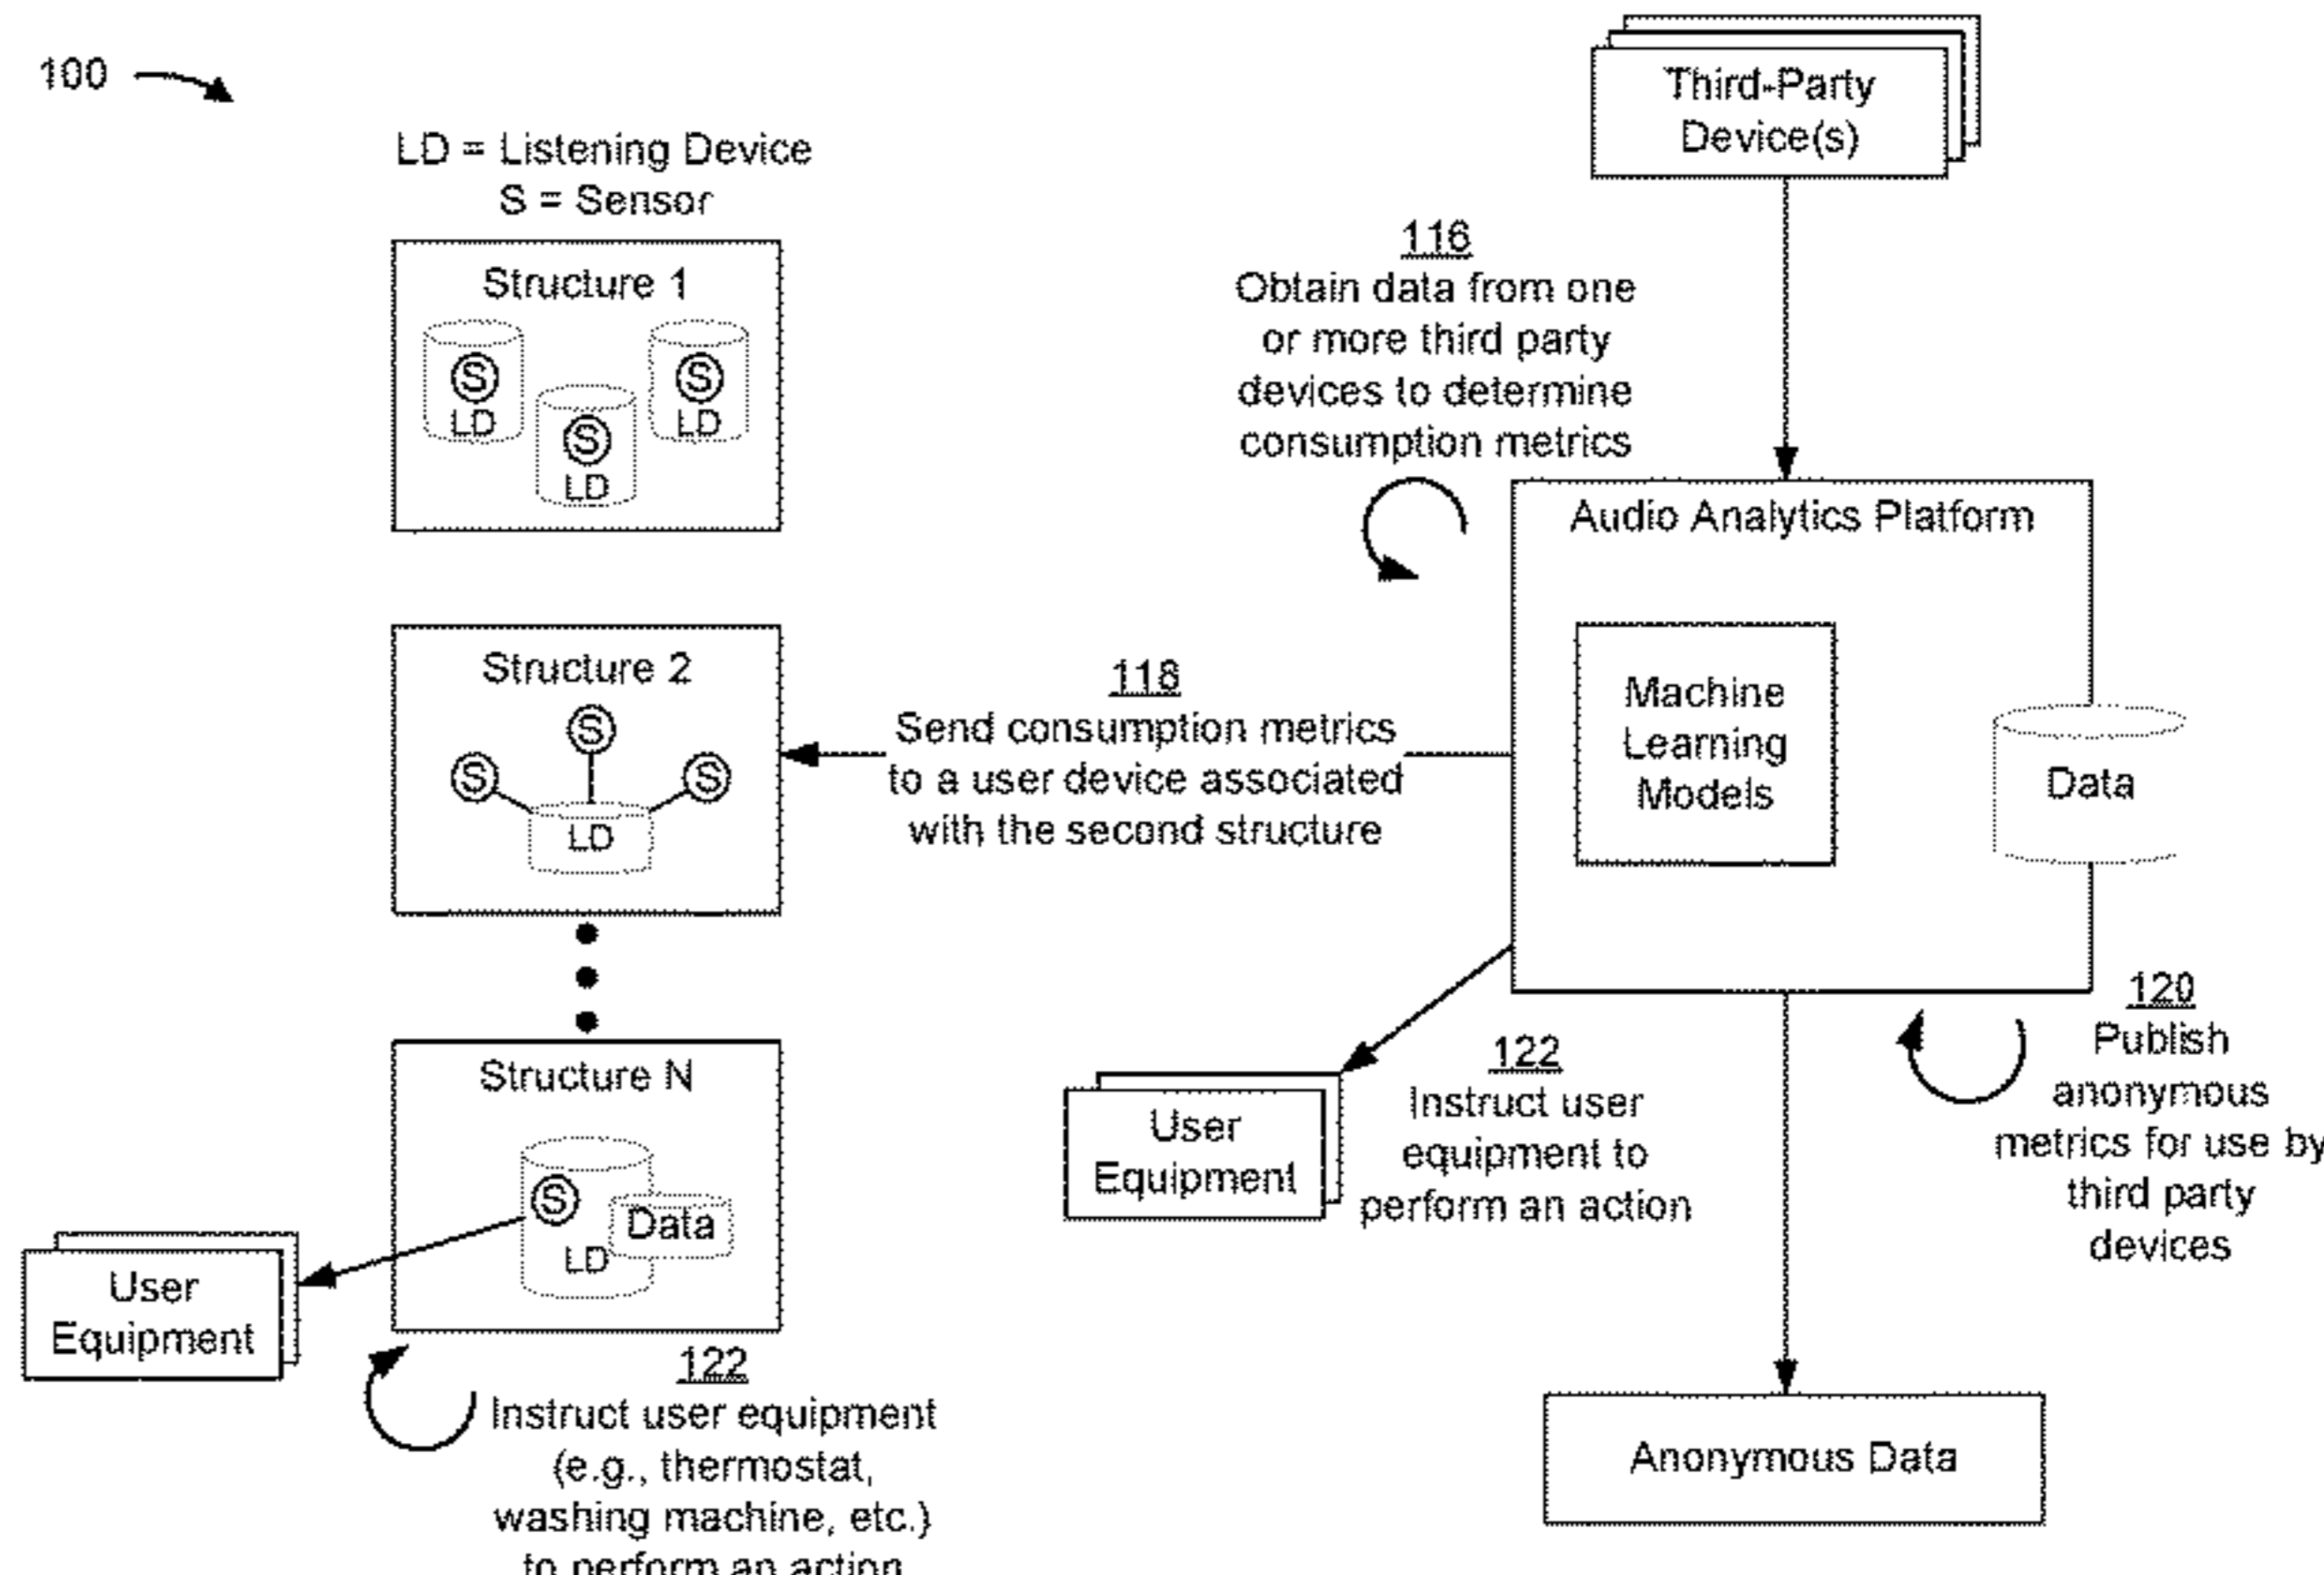 100
LD = Listening Device
S = Sensor
Structure 1
S
LD
S
LD
S
LD
Structure 2
S
S
S
LD
Structure N
S
LD
Data
User
Equipment
122
Instruct user equipment
(e.g., thermostat,
washing machine, etc.)
to perform an action
Third-Party
Device(s)
116
Obtain data from one
or more third party
devices to determine
consumption metrics
Audio Analytics Platform
Machine
Learning
Models
Data
118
Send consumption metrics
to a user device associated
with the second structure
User
Equipment
122
Instruct user
equipment to
perform an action
120
Publish
anonymous
metrics for use by
third party
devices
Anonymous Data